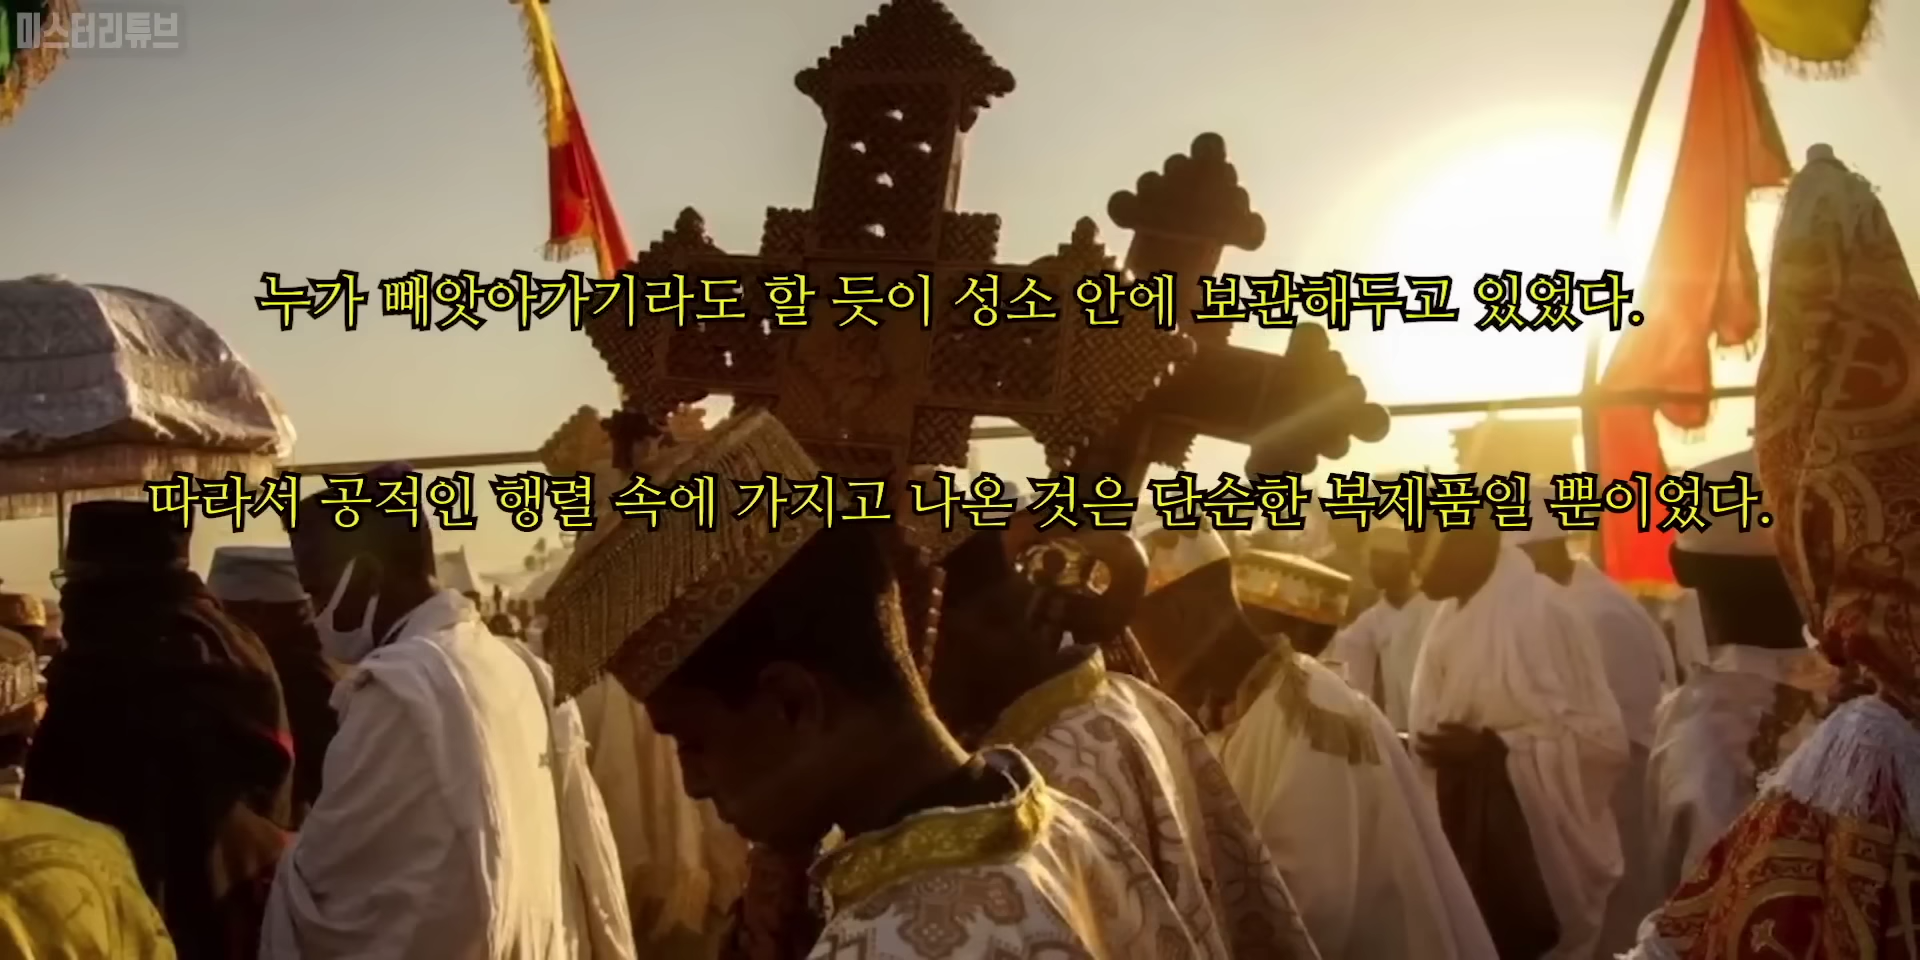 미스터리튜브
누가 빼앗아가기라도 할 듯이 성소 안에 보관해두고 있었다.
따라서 공적인 행렬 속에 가지고 나온 것은 단순한 복제품일 뿐이었다.